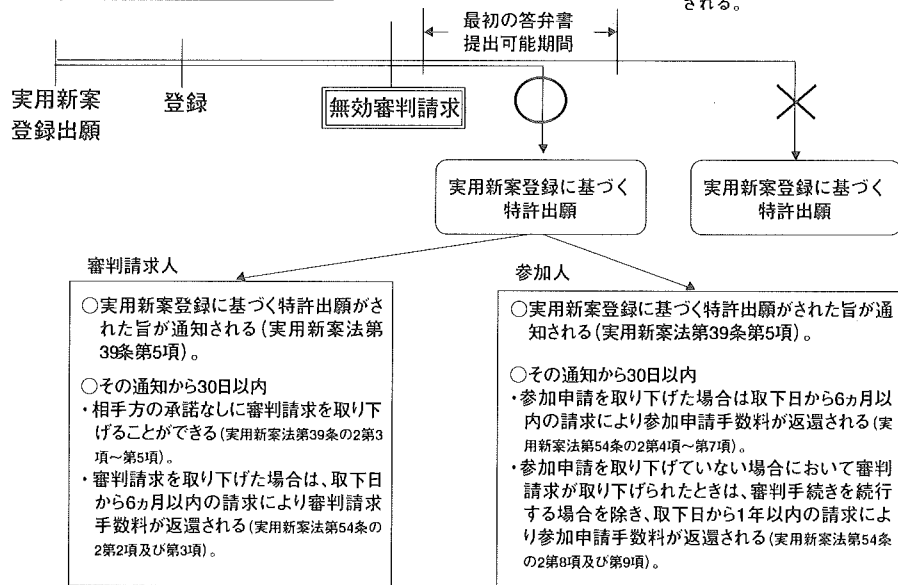 される。
最初の答弁書
提出可能期間
実用新案
登録出願
登録
無効審判請求
実用新案登録に基づく
特許出願
実用新案登録に基づく
特許出願
審判請求人
○実用新案登録に基づく特許出願がさ
れた旨が通知される（実用新案法第
39条第5項）。
○その通知から30日以内
・相手方の承諾なしに審判請求を取り下
げることができる（実用新案法第39条の2第3
項～第5項）。
・審判請求を取り下げた場合は、取下日
から6ヵ月以内の請求により審判請求
手数料が返還される（実用新案法第54条の
2第2項及び第3項）。
参加人
○実用新案登録に基づく特許出願がされた旨が通
知される（実用新案法第39条第5項）。
○その通知から30日以内
・参加申請を取り下げた場合は取下日から6ヵ月以
内の請求により参加申請手数料が返還される（実
用新案法第54条の2第4項～第7項）。
・参加申請を取り下げていない場合において審判
請求が取り下げられたときは、審判手続きを続行
する場合を除き、取下日から1年以内の請求によ
り参加申請手数料が返還される（実用新案法第54条
の2第8項及び第9項）。